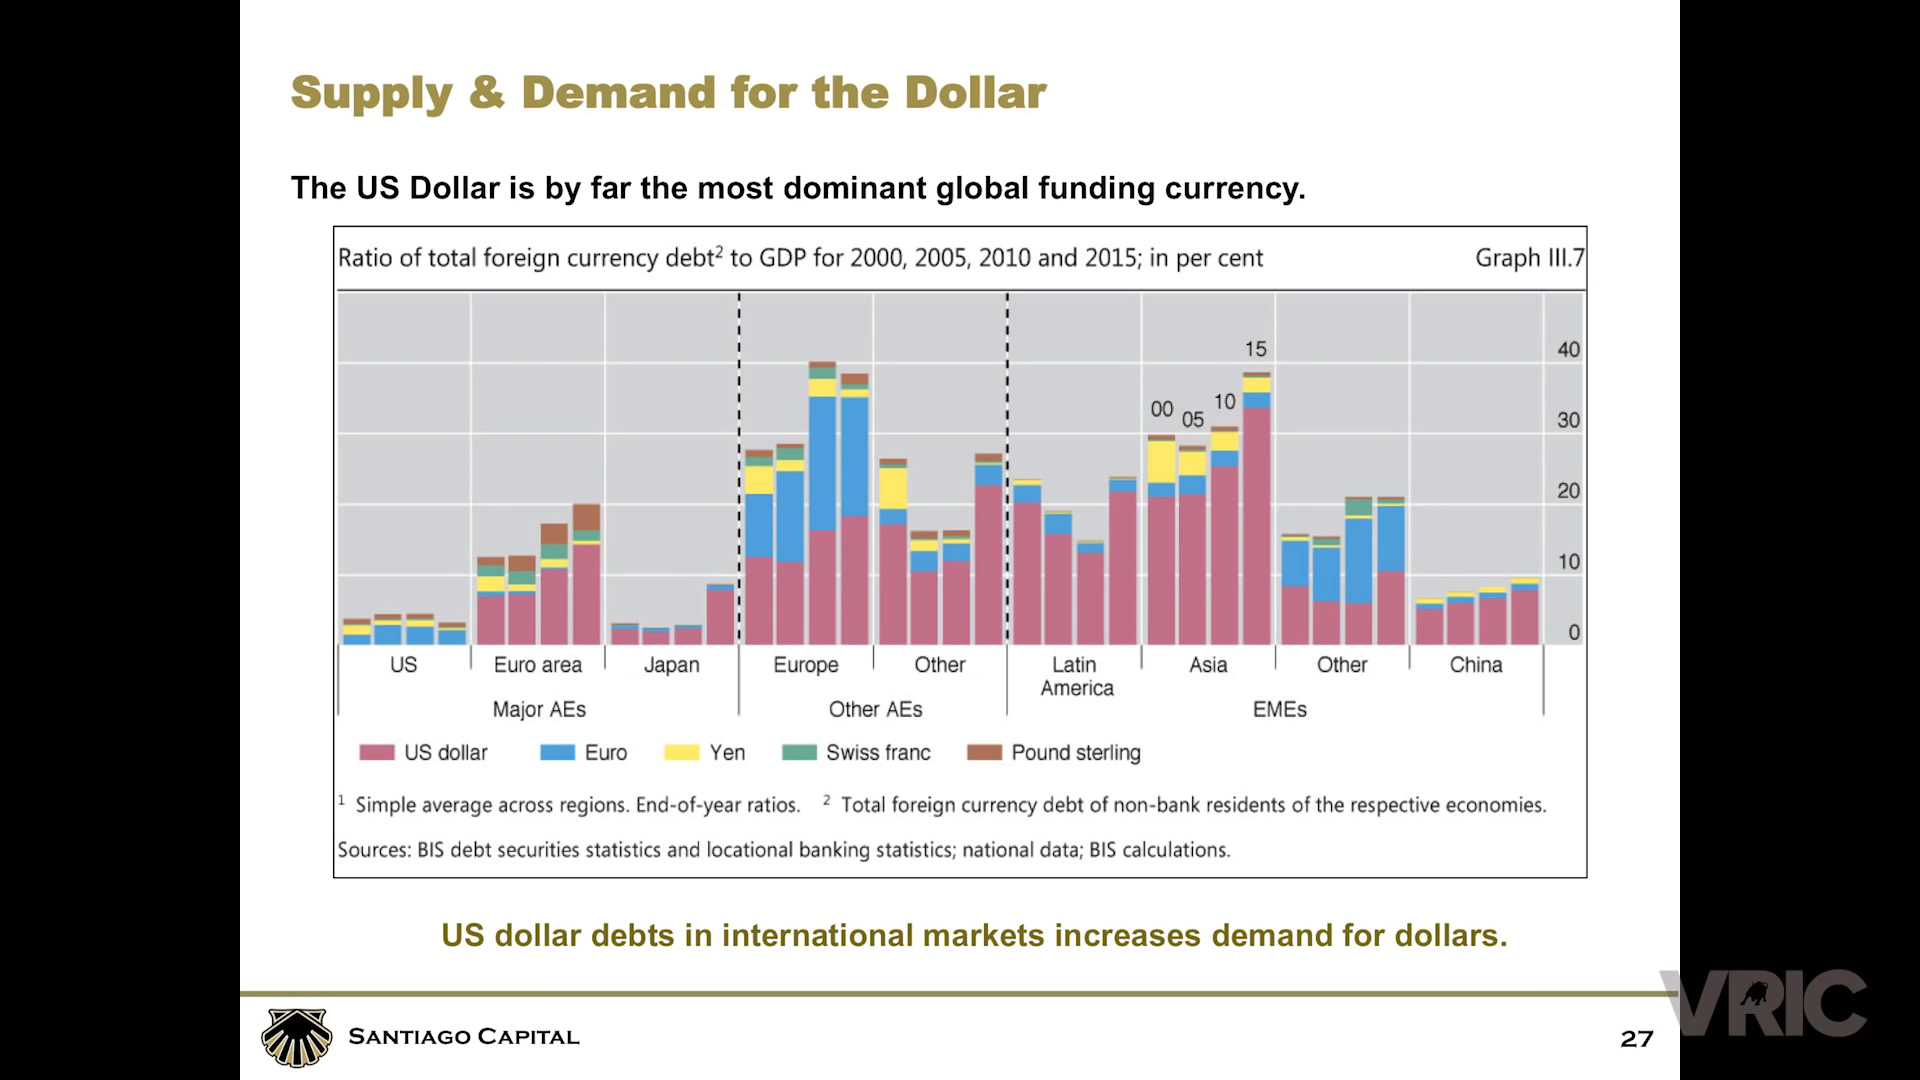 Supply & Demand for the Dollar
The US Dollar is by far the most dominant global funding currency.
Ratio of total foreign currency debt² to GDP for 2000, 2005, 2010 and 2015; in per cent
Graph III.7
15
10
05
00
40
30
20
10
0
US
Euro area
Japan
Europe
Other
Latin
America
Asia
Other
China
Major AEs
Other AEs
EMEs
US dollar
Euro
Yen
Swiss franc
Pound sterling
¹ Simple average across regions. End-of-year ratios. ² Total foreign currency debt of non-bank residents of the respective economies.
Sources: BIS debt securities statistics and locational banking statistics; national data; BIS calculations.
US dollar debts in international markets increases demand for dollars.
SANTIAGO CAPITAL
27
VRIC